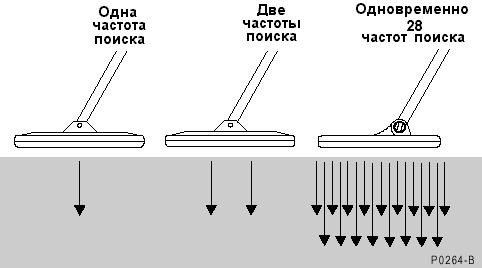 Одна
частота
поиска
Две
частоты
поиска
Одновременно
28
частот поиска
P0264-B